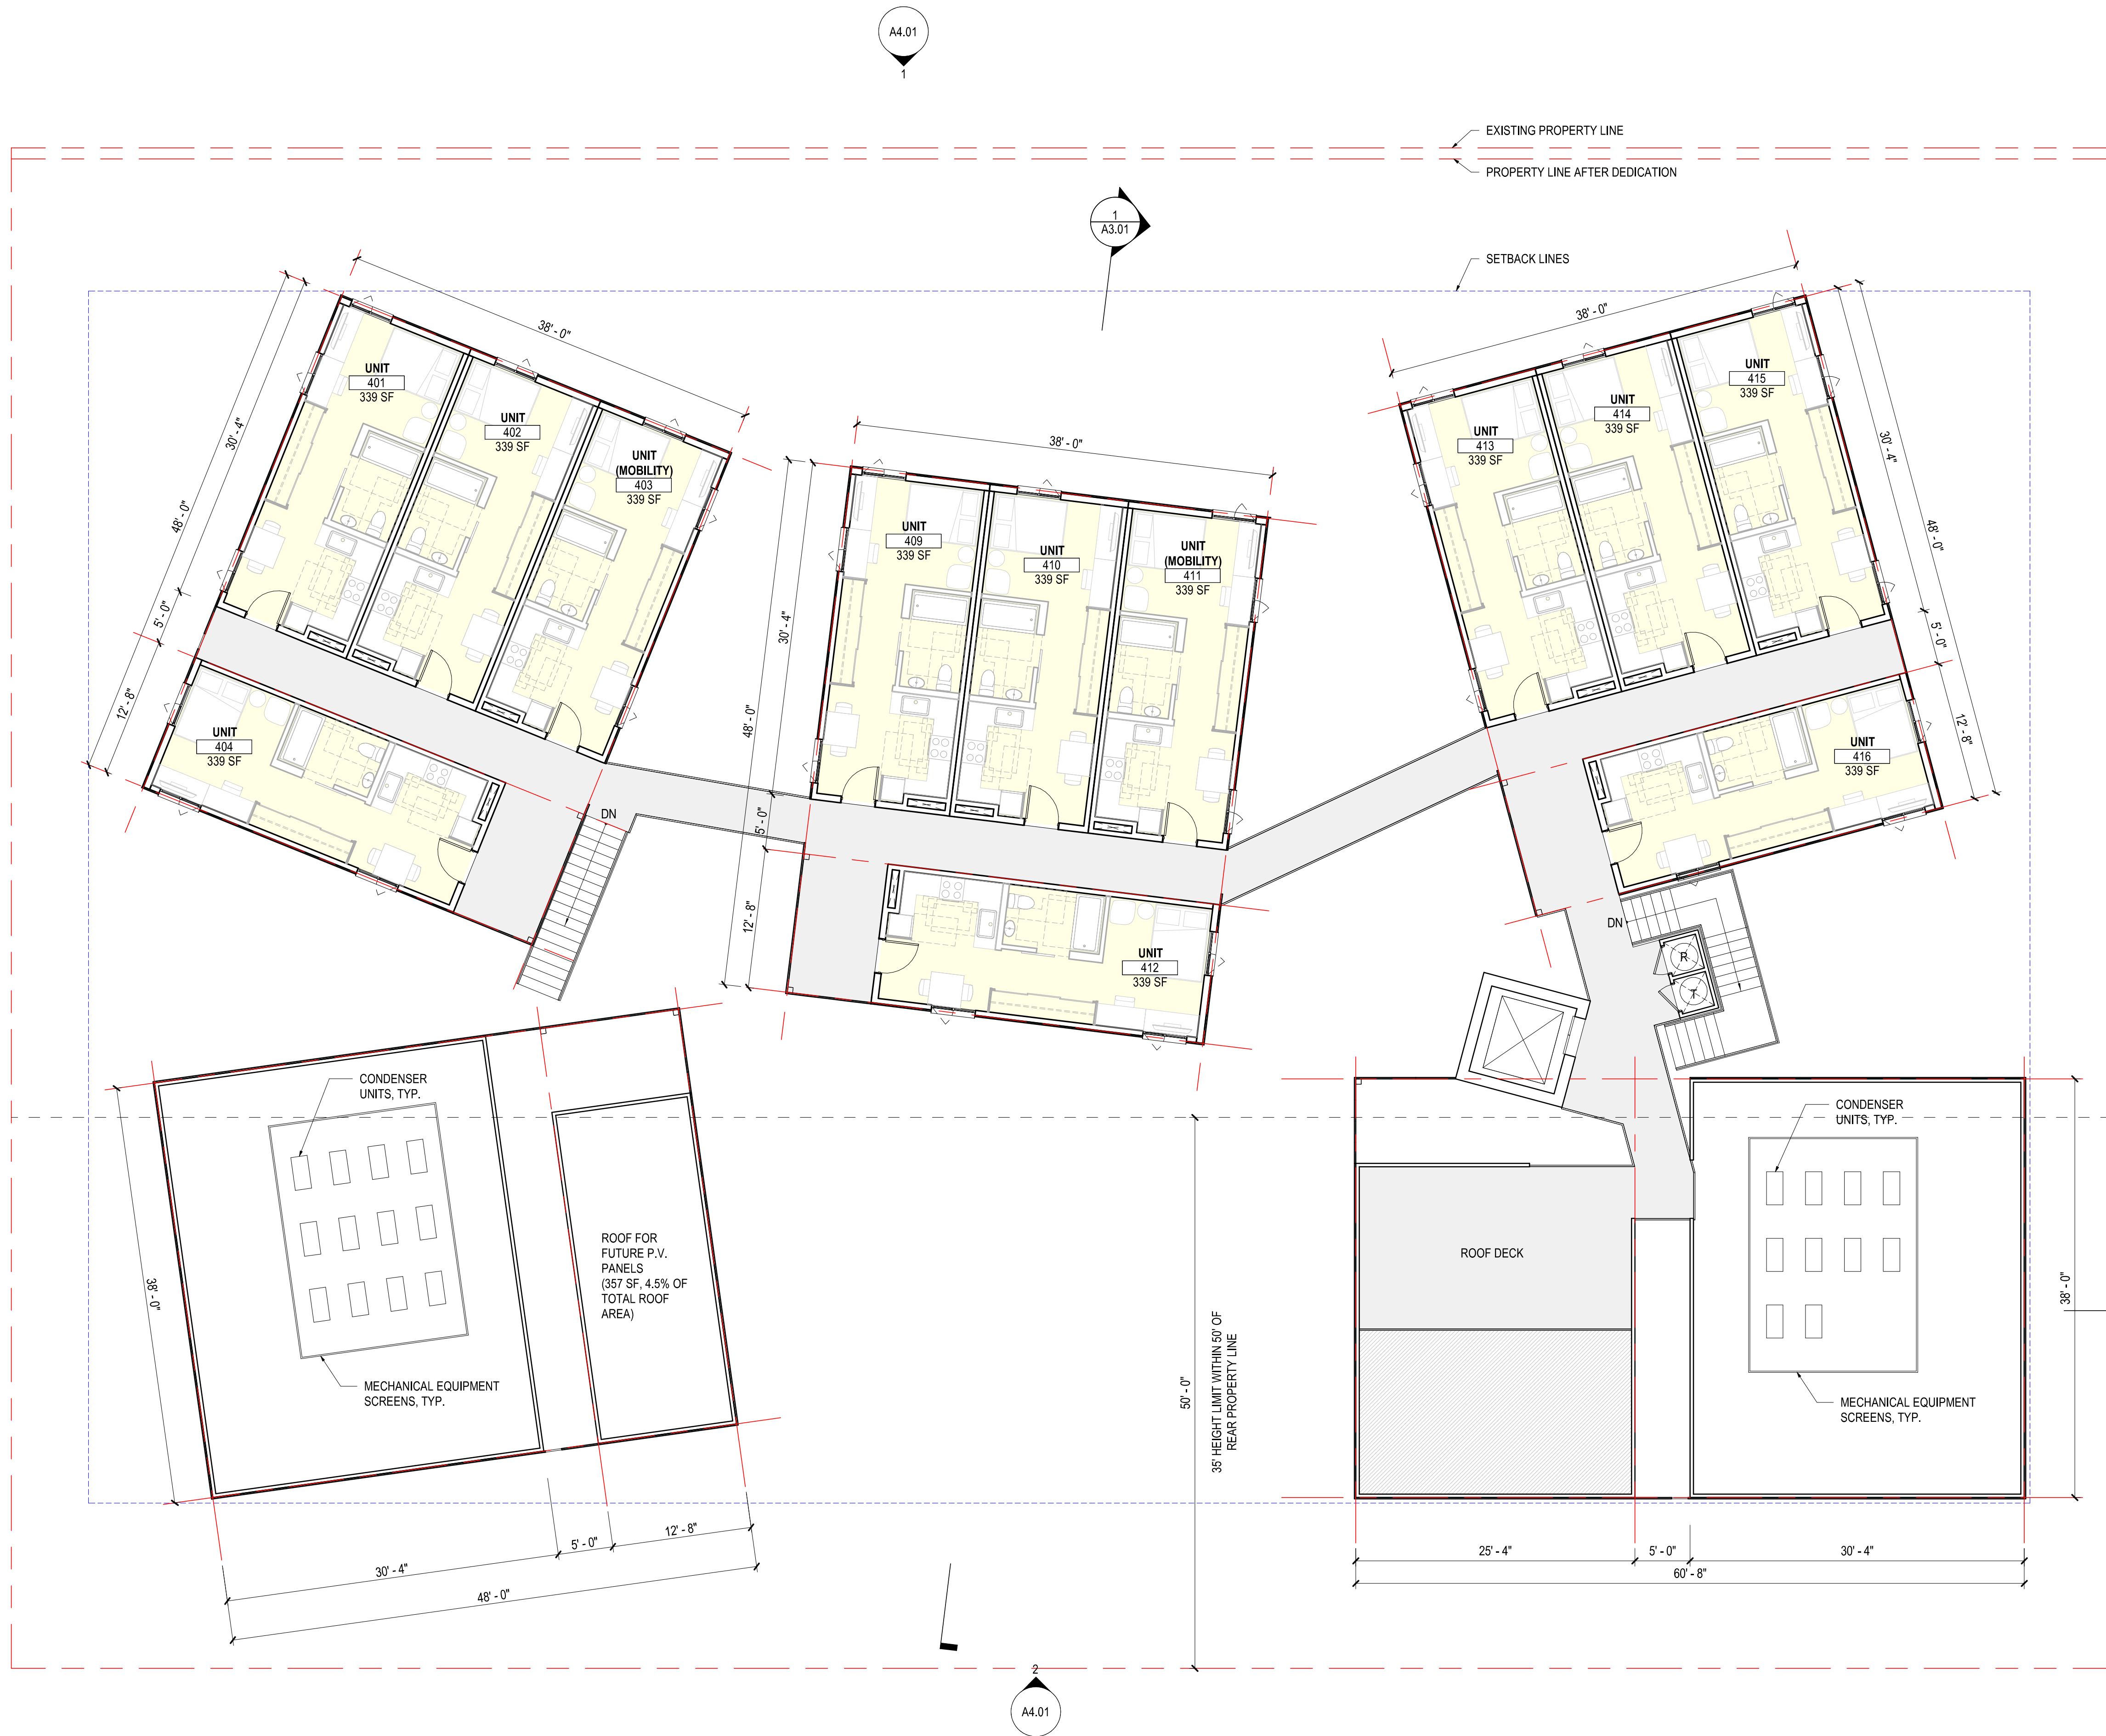 A4.01
1
EXISTING PROPERTY LINE
PROPERTY LINE AFTER DEDICATION
1
A3.01
SETBACK LINES
38' - 0"
30' - 4"
48' - 0"
5' - 0"
12' - 8"
UNIT
401
339 SF
UNIT
402
339 SF
UNIT
(MOBILITY)
403
339 SF
UNIT
404
339 SF
DN
38' - 0"
30' - 4"
48' - 0"
5' - 0"
12' - 8"
UNIT
409
339 SF
UNIT
410
339 SF
UNIT
(MOBILITY)
411
339 SF
UNIT
412
339 SF
38' - 0"
30' - 4"
48' - 0"
5' - 0"
12' - 8"
UNIT
413
339 SF
UNIT
414
339 SF
UNIT
415
339 SF
UNIT
416
339 SF
DN
R
T
CONDENSER
UNITS, TYP.
ROOF FOR
FUTURE P.V.
PANELS
(357 SF, 4.5% OF
TOTAL ROOF
AREA)
MECHANICAL EQUIPMENT
SCREENS, TYP.
38' - 0"
30' - 4"
5' - 0"
12' - 8"
48' - 0"
50' - 0"
35' HEIGHT LIMIT WITHIN 50' OF
REAR PROPERTY LINE
ROOF DECK
CONDENSER
UNITS, TYP.
MECHANICAL EQUIPMENT
SCREENS, TYP.
38' - 0"
25' - 4"
5' - 0"
30' - 4"
60' - 8"
2
A4.01